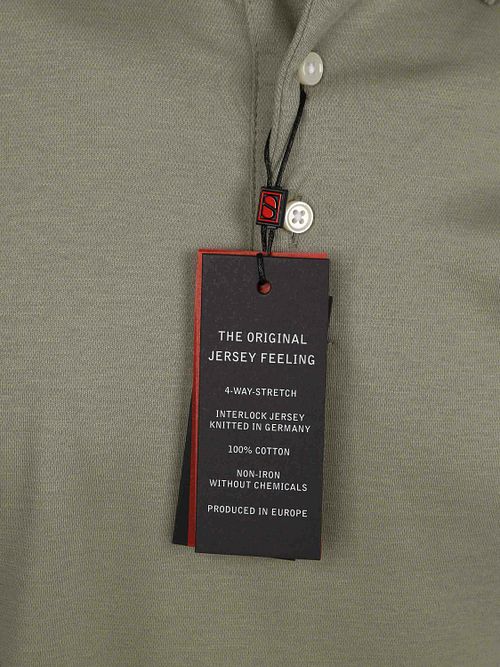 THE ORIGINAL
JERSEY FEELING
4-WAY-STRETCH
INTERLOCK JERSEY
KNITTED IN GERMANY
100% COTTON
NON-IRON
WITHOUT CHEMICALS
PRODUCED IN EUROPE